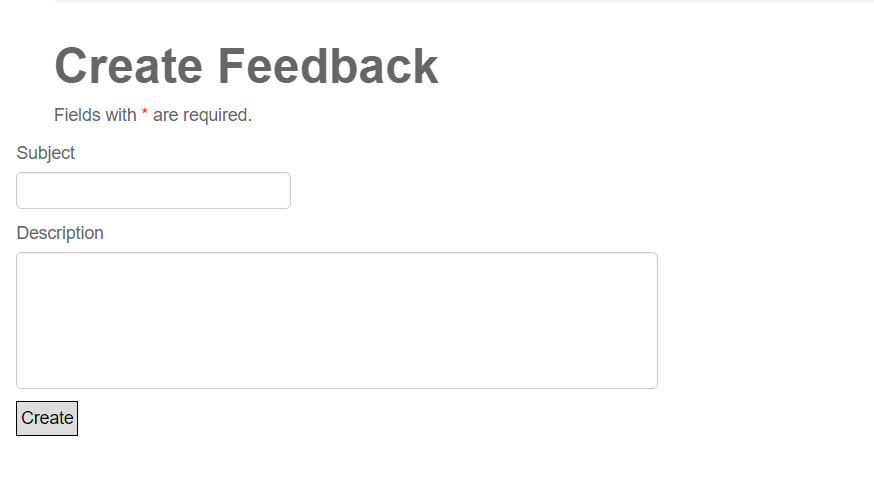 Create Feedback
Fields with * are required.
Subject
Description
Create